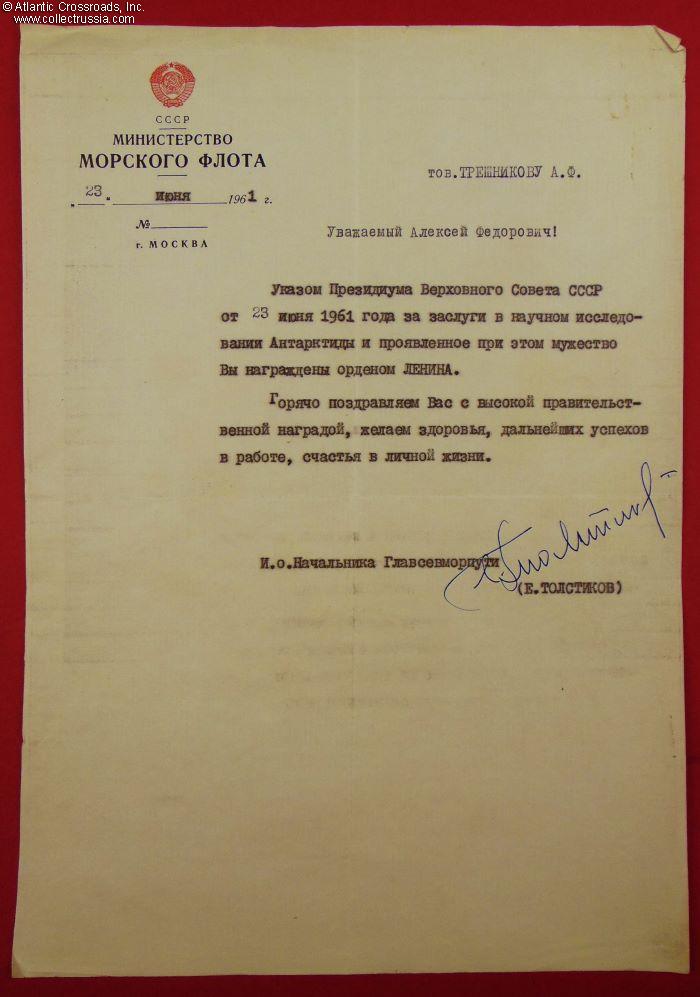 © Atlantic Crossroads, Inc.
www.collectrussia.com
СССР
МИНИСТЕРСТВО
МОРСКОГО ФЛОТА
„23“ июня 1961 г.
№
г. МОСКВА
тов.ТРЕШНИКОВУ А.Ф.
Уважаемый Алексей Федорович!
Указом Президиума Верховного Совета СССР
от 23 июня 1961 года за заслуги в научном исследо-
вании Антарктиды и проявленное при этом мужество
Вы награждены орденом ЛЕНИНА.
Горячо поздравляем Вас с высокой правительст-
венной наградой, желаем здоровья, дальнейших успехов
в работе, счастья в личной жизни.
И.о.Начальника Главсевморпути
(Е.ТОЛСТИКОВ)